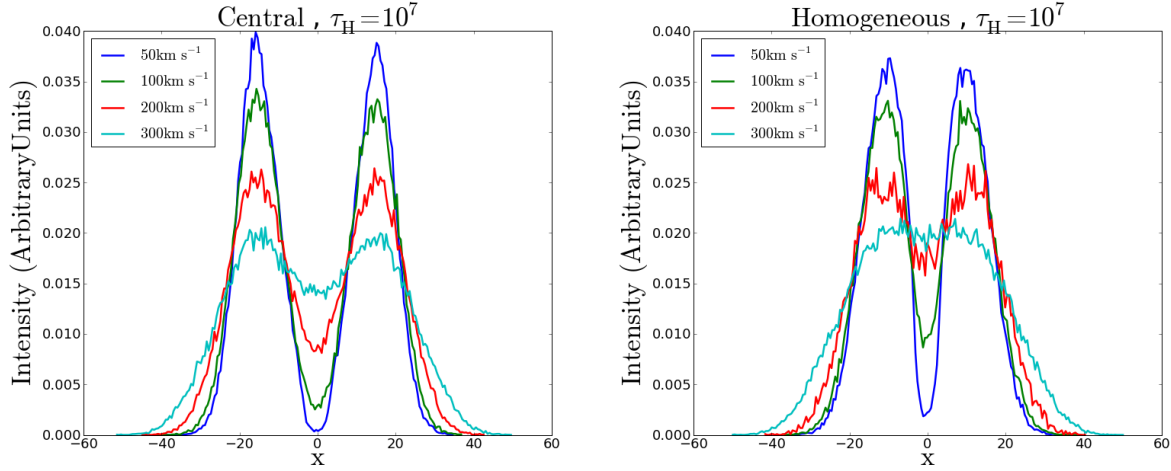 Central , τ_H=10^7
0.040
0.035
0.030
0.025
0.020
0.015
0.010
0.005
0.000
Intensity (ArbitraryUnits)
50km s⁻¹
100km s⁻¹
200km s⁻¹
300km s⁻¹
−60
−40
−20
0
20
40
60
x
Homogeneous , τ_H=10^7
0.040
0.035
0.030
0.025
0.020
0.015
0.010
0.005
0.000
Intensity (ArbitraryUnits)
50km s⁻¹
100km s⁻¹
200km s⁻¹
300km s⁻¹
−60
−40
−20
0
20
40
60
x